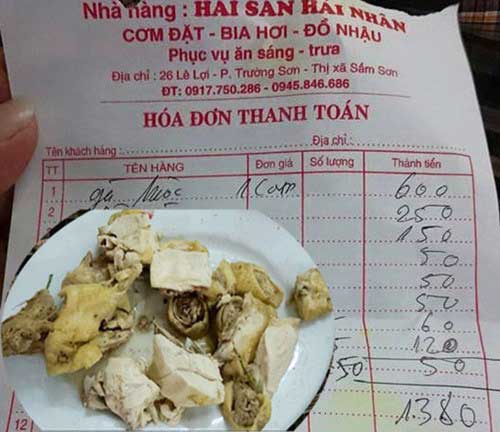 Nhà hàng : HẢI SẢN HẢI NHÂN
CƠM ĐẶT - BIA HƠI - ĐỒ NHẬU
Phục vụ ăn sáng - trưa
Địa chỉ : 26 Lê Lợi - P. Trường Sơn - Thị xã Sầm Sơn
ĐT: 0917.750.286 - 0945.846.686
HÓA ĐƠN THANH TOÁN
Tên khách hàng : Địa chỉ:
TT TÊN HÀNG Đơn giá Số lượng Thành tiền
1 gà luộc 1 con 600
2 250
150
50
50
50
60
120
50 50
1380
12